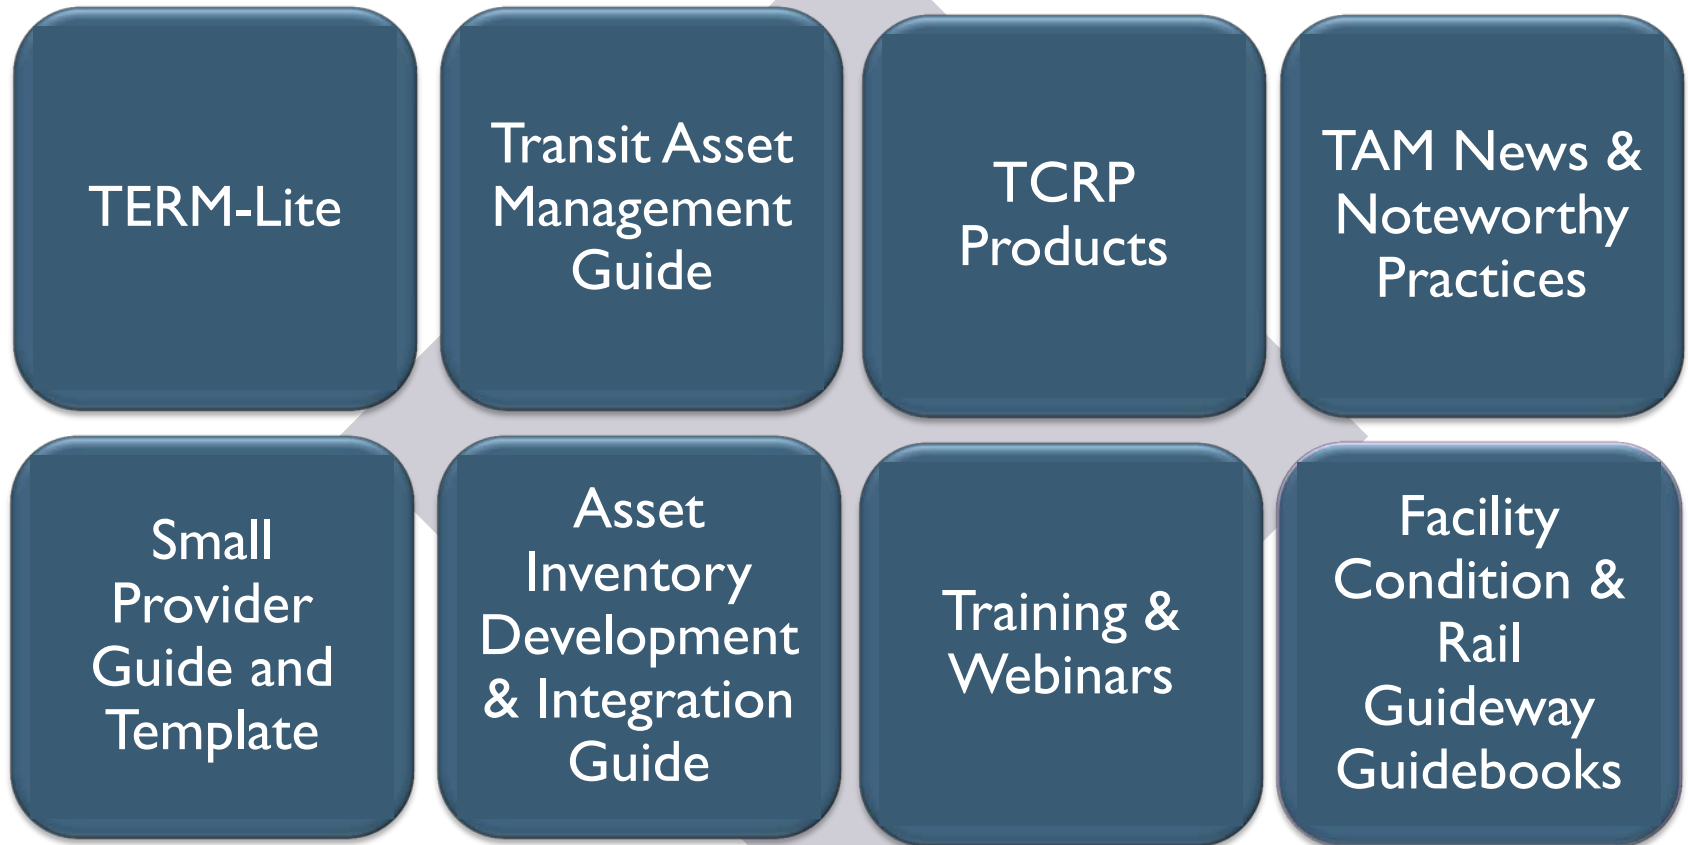 TERM-Lite
Transit Asset
Management
Guide
TCRP
Products
TAM News &
Noteworthy
Practices
Small
Provider
Guide and
Template
Asset
Inventory
Development
& Integration
Guide
Training &
Webinars
Facility
Condition &
Rail
Guideway
Guidebooks